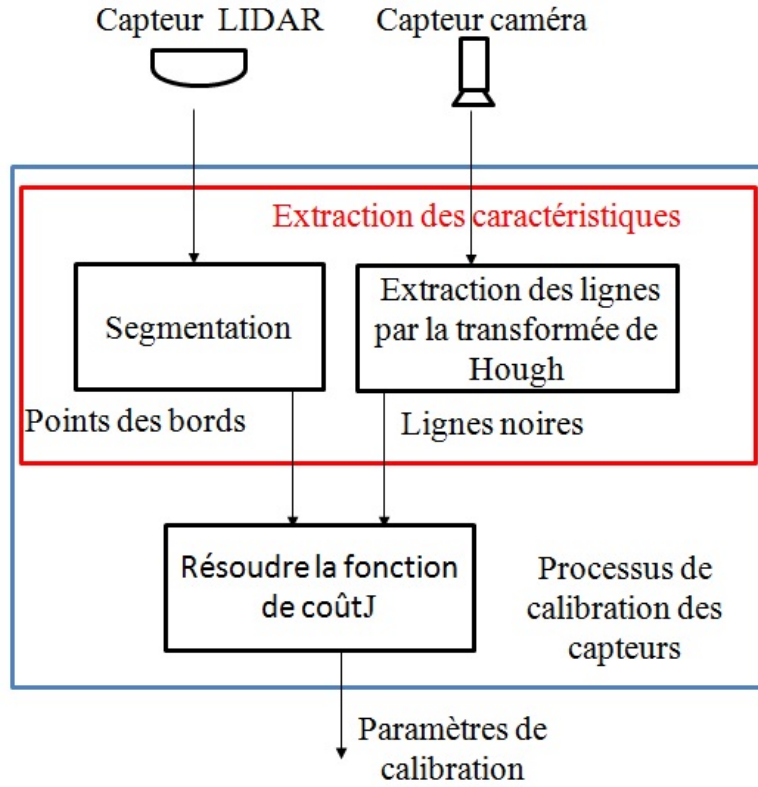 Capteur LIDAR
Capteur caméra
Extraction des caractéristiques
Segmentation
Extraction des lignes
par la transformée de
Hough
Points des bords
Lignes noires
Résoudre la fonction
de coûtJ
Processus de
calibration des
capteurs
Paramètres de
calibration